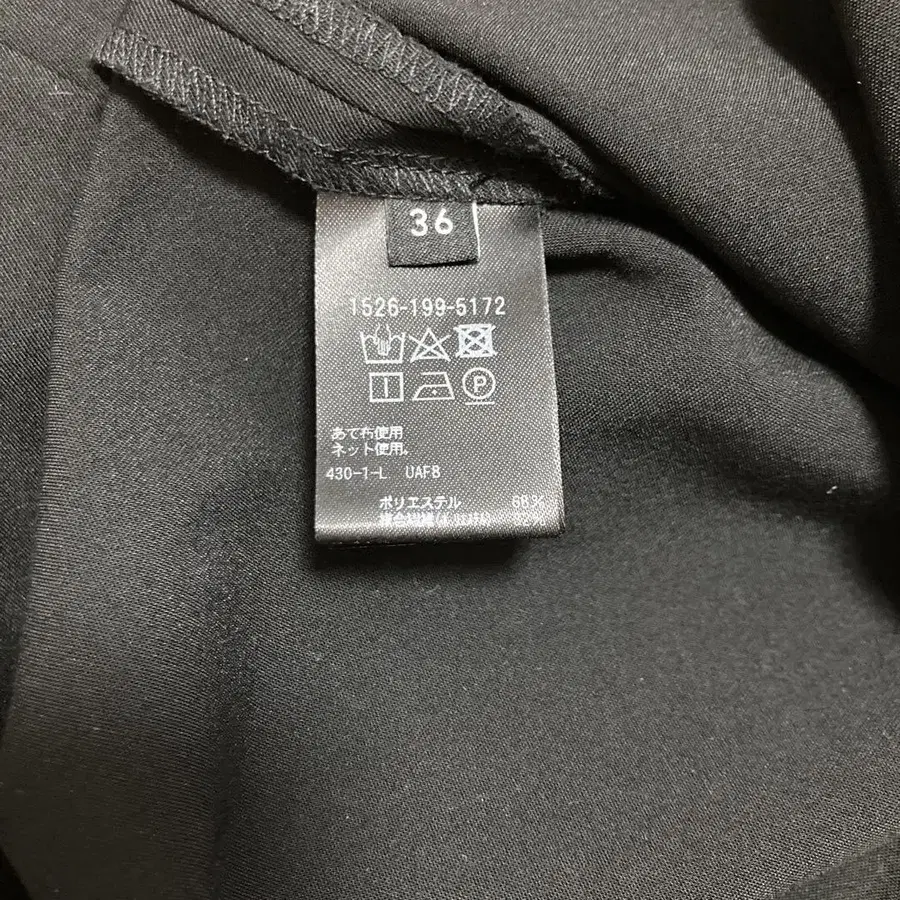 36
1526-199-5172
P
あて布使用
ネット使用。
430-1-L UAF8
ポリエステル 68%